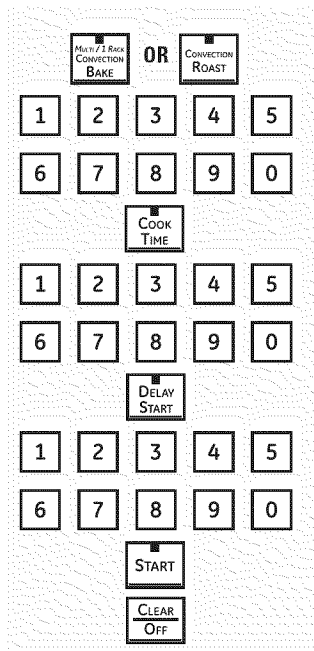 MULTI / 1 RACK
CONVECTION
BAKE
OR
CONVECTION
ROAST
1 2 3 4 5
6 7 8 9 0
COOK
TIME
1 2 3 4 5
6 7 8 9 0
DELAY
START
1 2 3 4 5
6 7 8 9 0
START
CLEAR
OFF